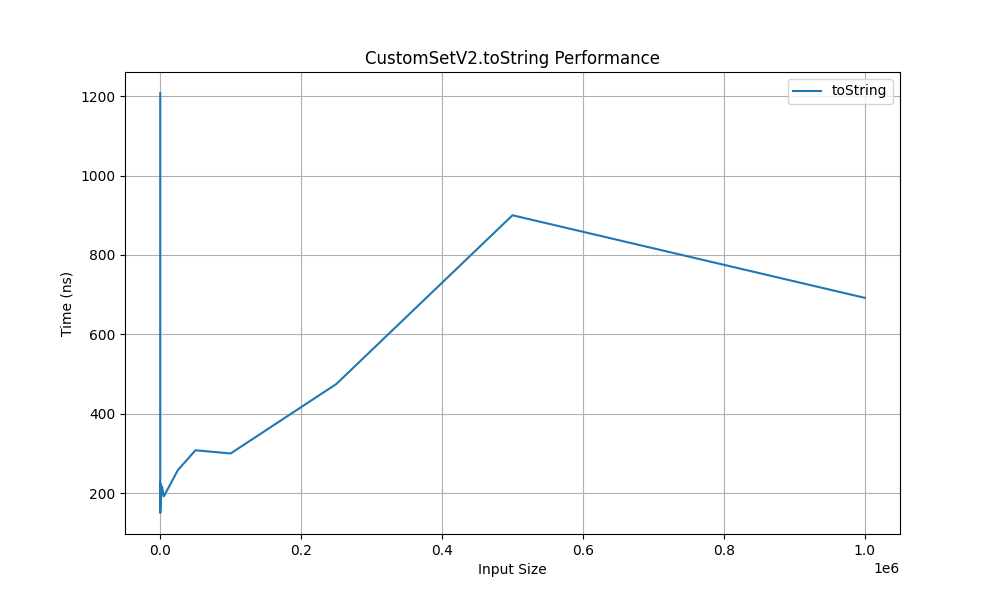 CustomSetV2.toString Performance
toString
1200
1000
800
600
400
200
Time (ns)
0.0 0.2 0.4 0.6 0.8 1.0
1e6
Input Size